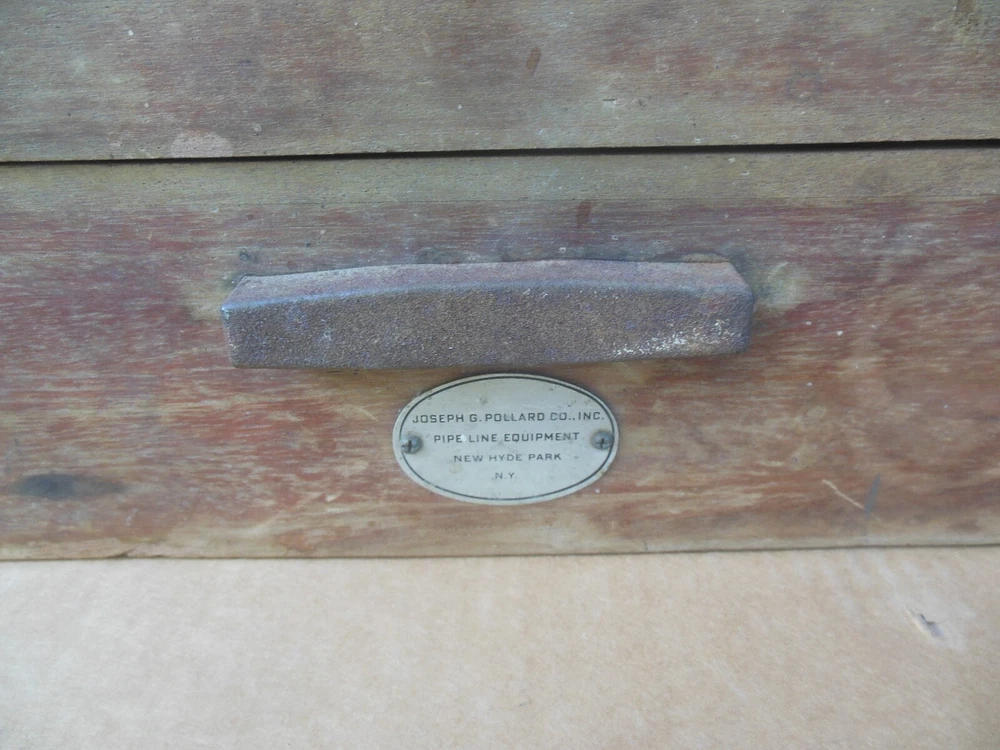 JOSEPH G. POLLARD CO., INC.
PIPE LINE EQUIPMENT
NEW HYDE PARK
N.Y.